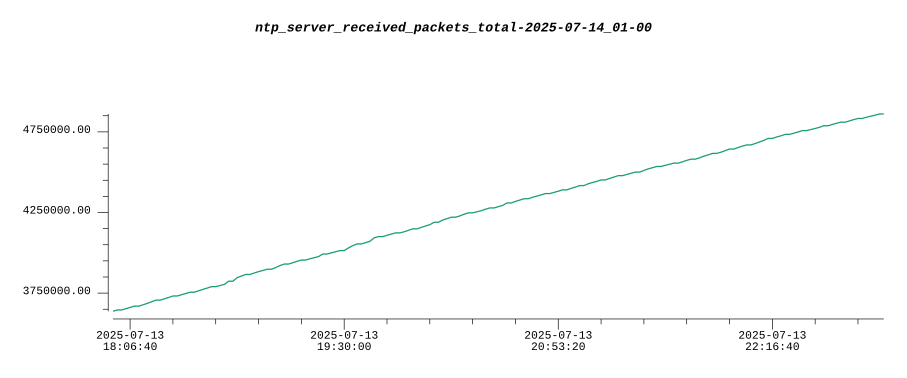 ntp_server_received_packets_total-2025-07-14_01-00
4750000.00
4250000.00
3750000.00
2025-07-13 2025-07-13 2025-07-13 2025-07-13
18:06:40 19:30:00 20:53:20 22:16:40